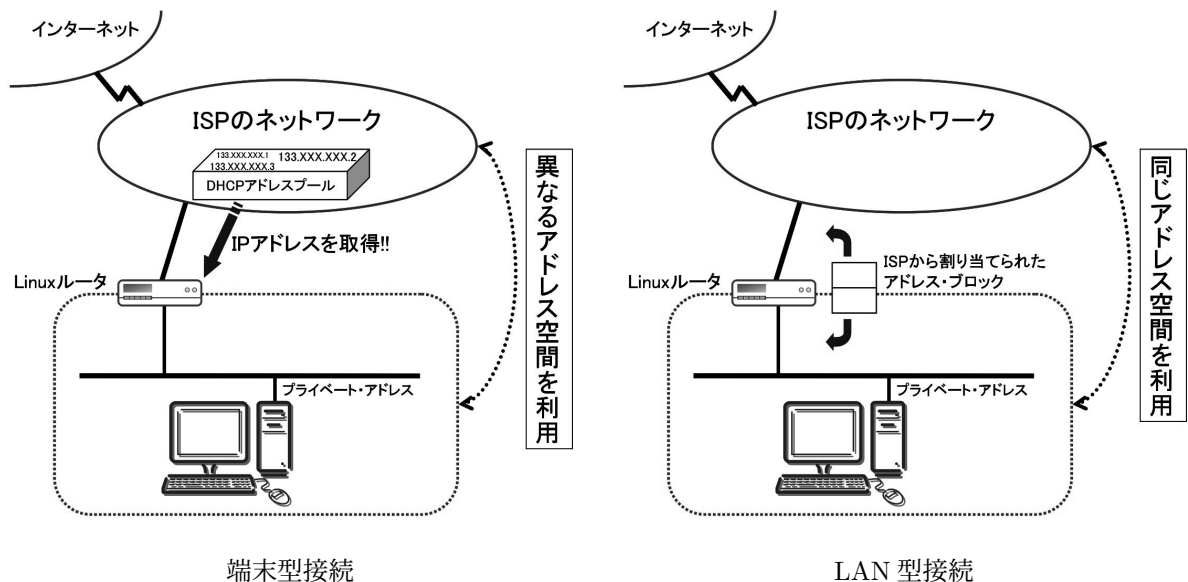 インターネット
ISPのネットワーク
133.XXX.XXX.1
133.XXX.XXX.2
133.XXX.XXX.3
DHCPアドレスプール
IPアドレスを取得!!
Linuxルータ
プライベート・アドレス
異なるアドレス空間を利用
端末型接続
インターネット
ISPのネットワーク
ISPから割り当てられた
アドレス・ブロック
Linuxルータ
プライベート・アドレス
同じアドレス空間を利用
LAN 型接続